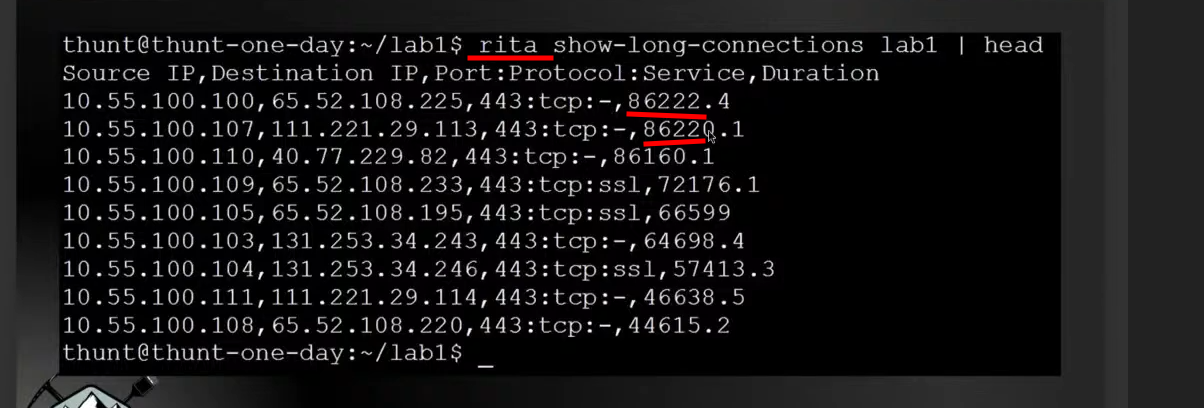 thunt@thunt-one-day:~/lab1$ rita show-long-connections lab1 | head
Source IP,Destination IP,Port:Protocol:Service,Duration
10.55.100.100,65.52.108.225,443:tcp:-,86222.4
10.55.100.107,111.221.29.113,443:tcp:-,86220.1
10.55.100.110,40.77.229.82,443:tcp:-,86160.1
10.55.100.109,65.52.108.233,443:tcp:ssl,72176.1
10.55.100.105,65.52.108.195,443:tcp:ssl,66599
10.55.100.103,131.253.34.243,443:tcp:-,64698.4
10.55.100.104,131.253.34.246,443:tcp:ssl,57413.3
10.55.100.111,111.221.29.114,443:tcp:-,46638.5
10.55.100.108,65.52.108.220,443:tcp:-,44615.2
thunt@thunt-one-day:~/lab1$ _